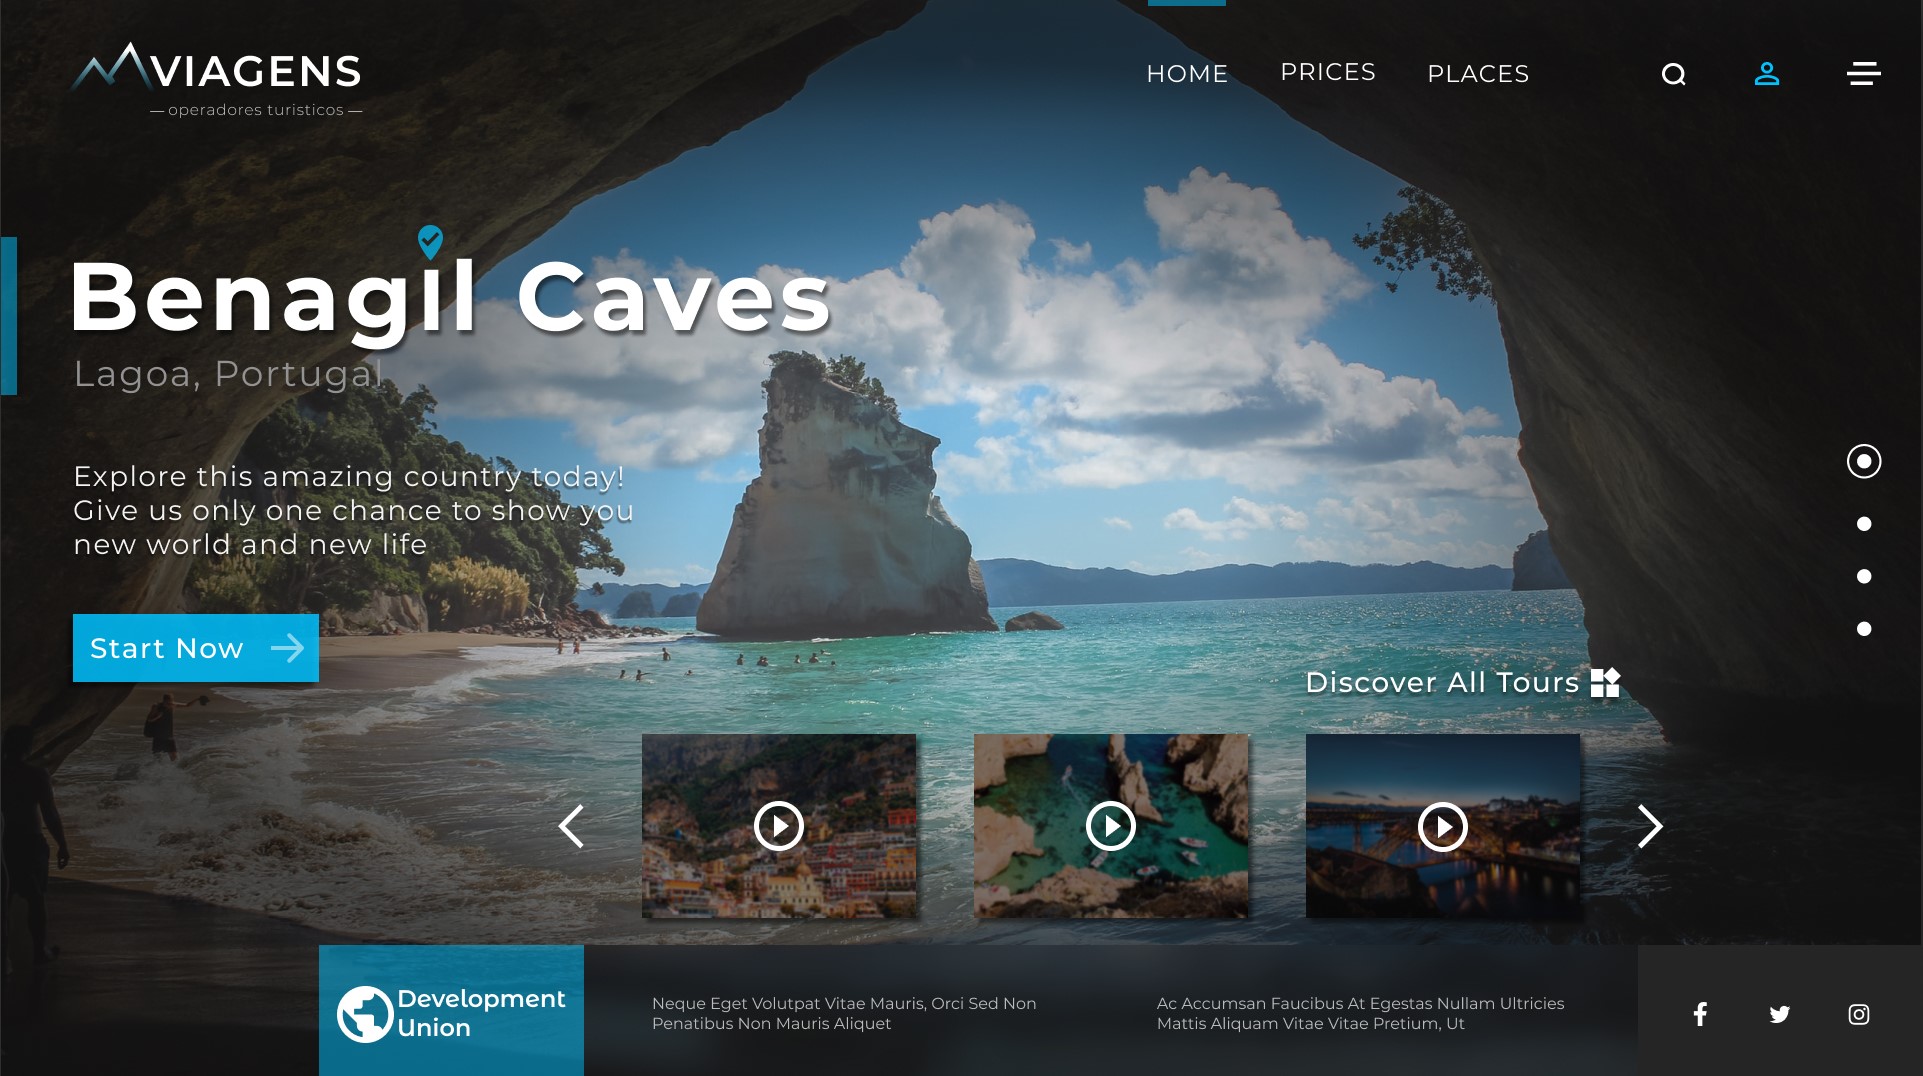 VIAGENS
— operadores turisticos —
HOME
PRICES
PLACES
Benagil Caves
Lagoa, Portugal
Explore this amazing country today!
Give us only one chance to show you
new world and new life
Start Now
Discover All Tours
Development
Union
Neque Eget Volutpat Vitae Mauris, Orci Sed Non
Penatibus Non Mauris Aliquet
Ac Accumsan Faucibus At Egestas Nullam Ultricies
Mattis Aliquam Vitae Vitae Pretium, Ut